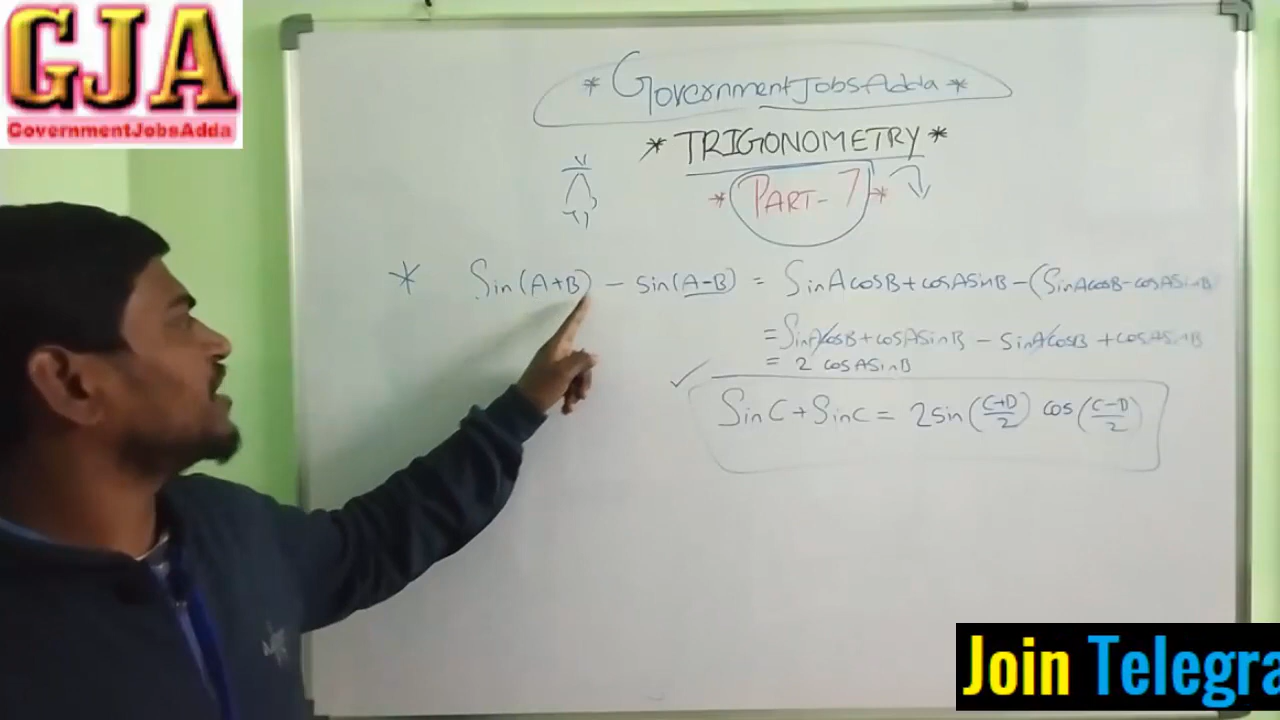 GJA
GovernmentJobsAdda
* GovernmentJobsAdda *
* TRIGONOMETRY *
* PART-7 *
* Sin(A+B) - sin(A-B) = SinAcosB+cosASinB-(SinAcosB-cosASinB)
= SinAcosB+cosASinB - SinAcosB +cosASinB
= 2 cosASinB
✓ SinC+SinC = 2sin(C+D/2) cos(C-D/2)
Join Telegra